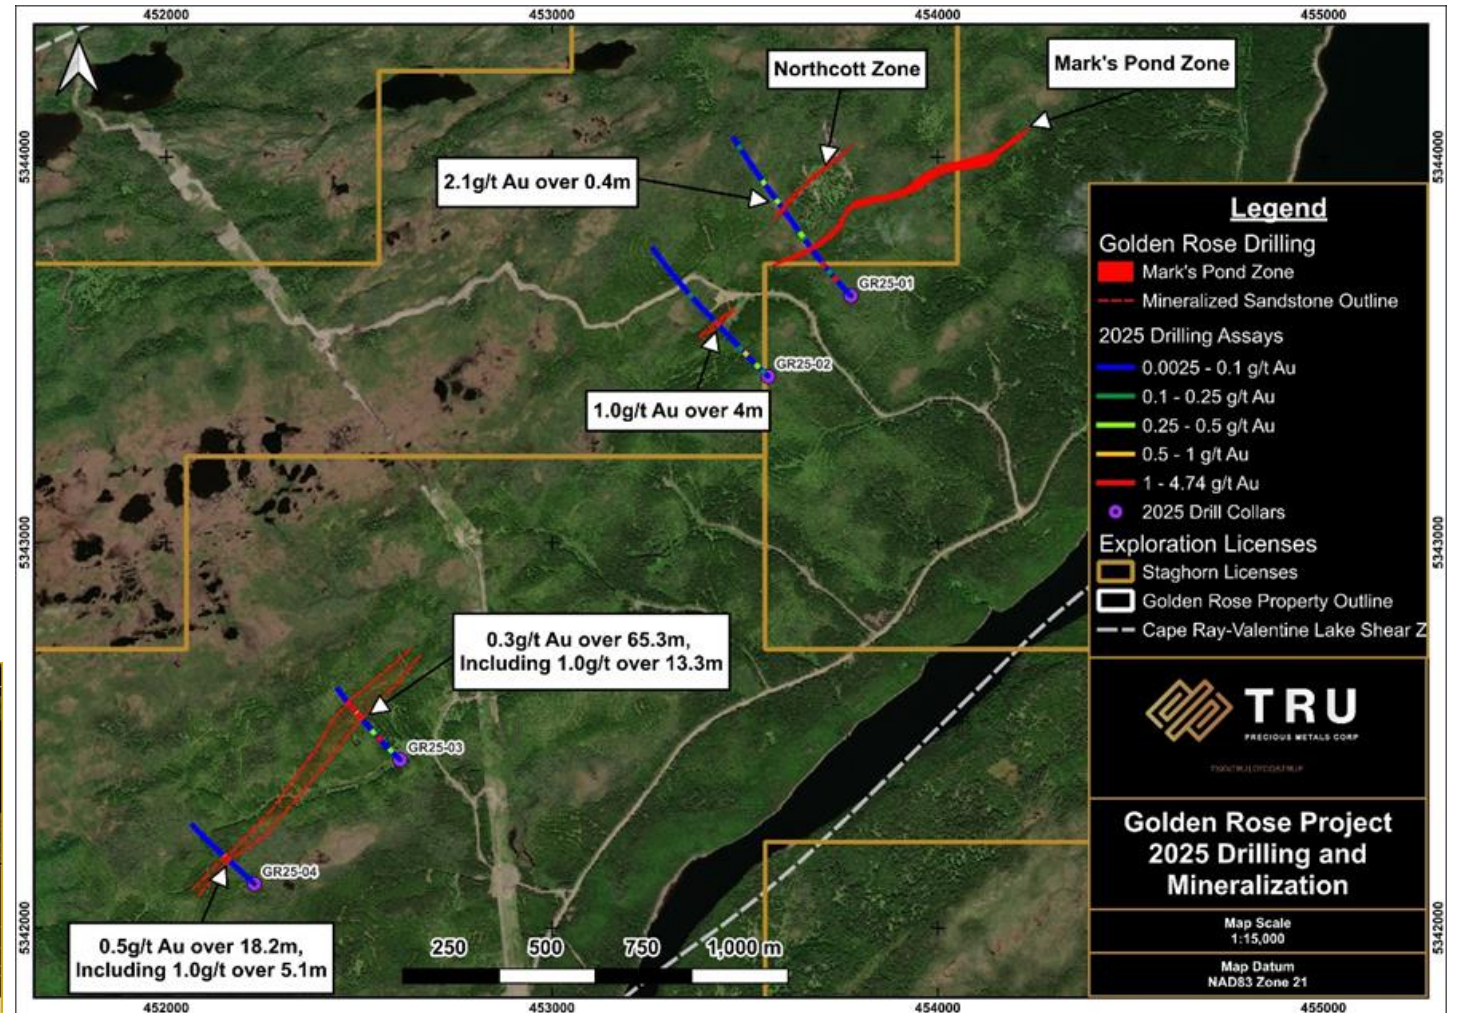 452000
453000
454000
455000
5344000
5344000
Northcott Zone
Mark's Pond Zone
2.1g/t Au over 0.4m
GR25-01
GR25-02
1.0g/t Au over 4m
5343000
5343000
0.3g/t Au over 65.3m,
Including 1.0g/t over 13.3m
GR25-03
GR25-04
0.5g/t Au over 18.2m,
Including 1.0g/t over 5.1m
250 500 750 1,000 m
5342000
5342000
452000
453000
454000
455000
Legend
Golden Rose Drilling
Mark's Pond Zone
Mineralized Sandstone Outline
2025 Drilling Assays
0.0025 - 0.1 g/t Au
0.1 - 0.25 g/t Au
0.25 - 0.5 g/t Au
0.5 - 1 g/t Au
1 - 4.74 g/t Au
2025 Drill Collars
Exploration Licenses
Staghorn Licenses
Golden Rose Property Outline
Cape Ray-Valentine Lake Shear Z
TRU
PRECIOUS METALS CORP
Golden Rose Project
2025 Drilling and
Mineralization
Map Scale
1:15,000
Map Datum
NAD83 Zone 21